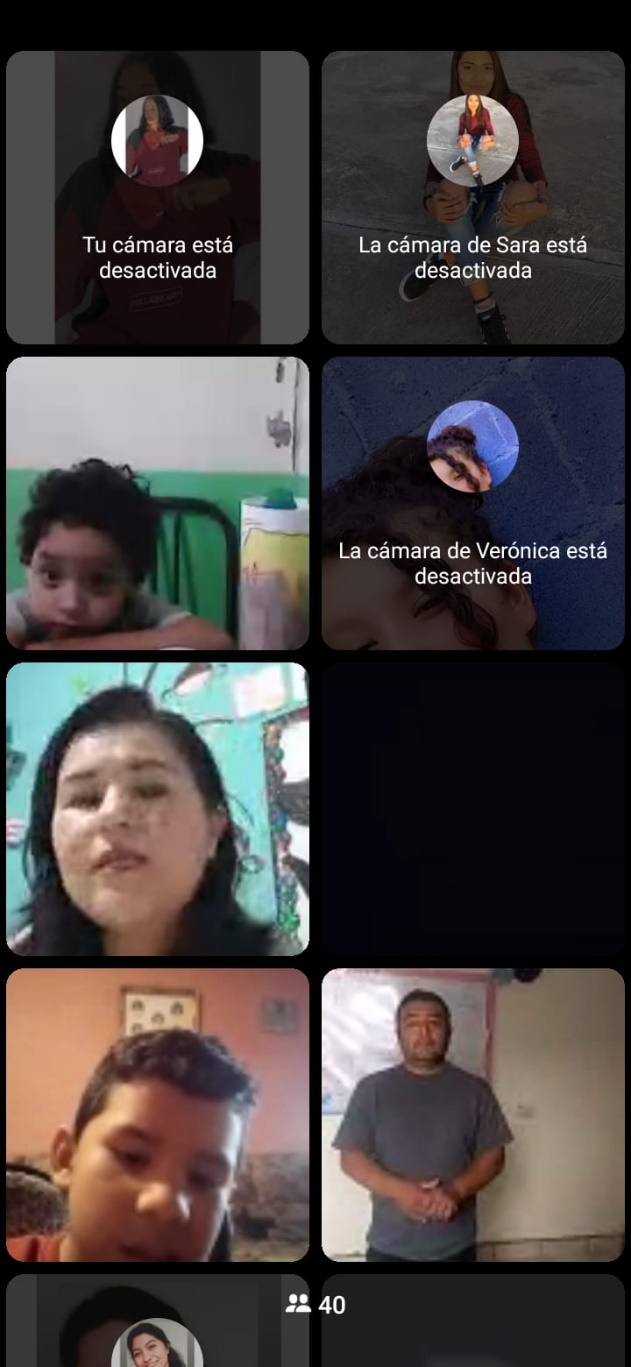 Tu cámara está
desactivada
La cámara de Sara está
desactivada
La cámara de Verónica está
desactivada
40